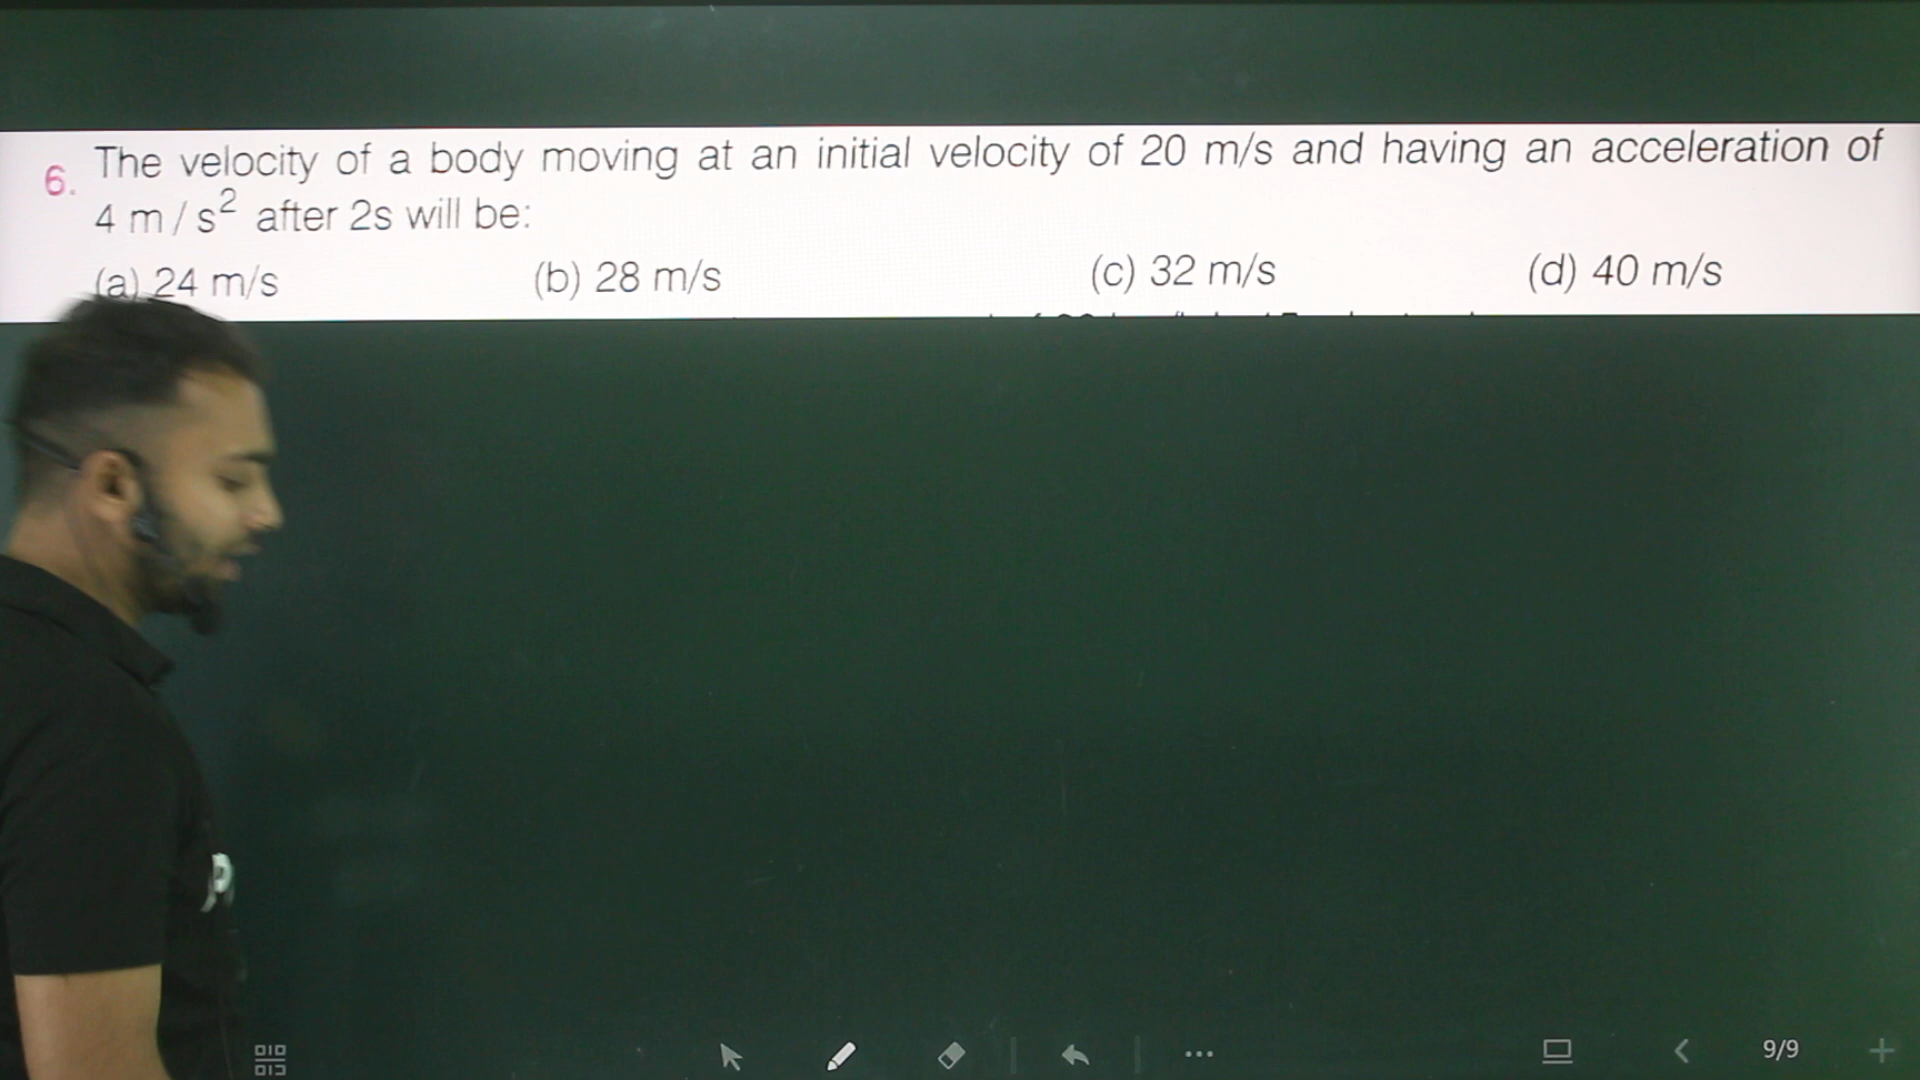 6. The velocity of a body moving at an initial velocity of 20 m/s and having an acceleration of
4 m/s² after 2s will be:
(a) 24 m/s (b) 28 m/s (c) 32 m/s (d) 40 m/s
9/9